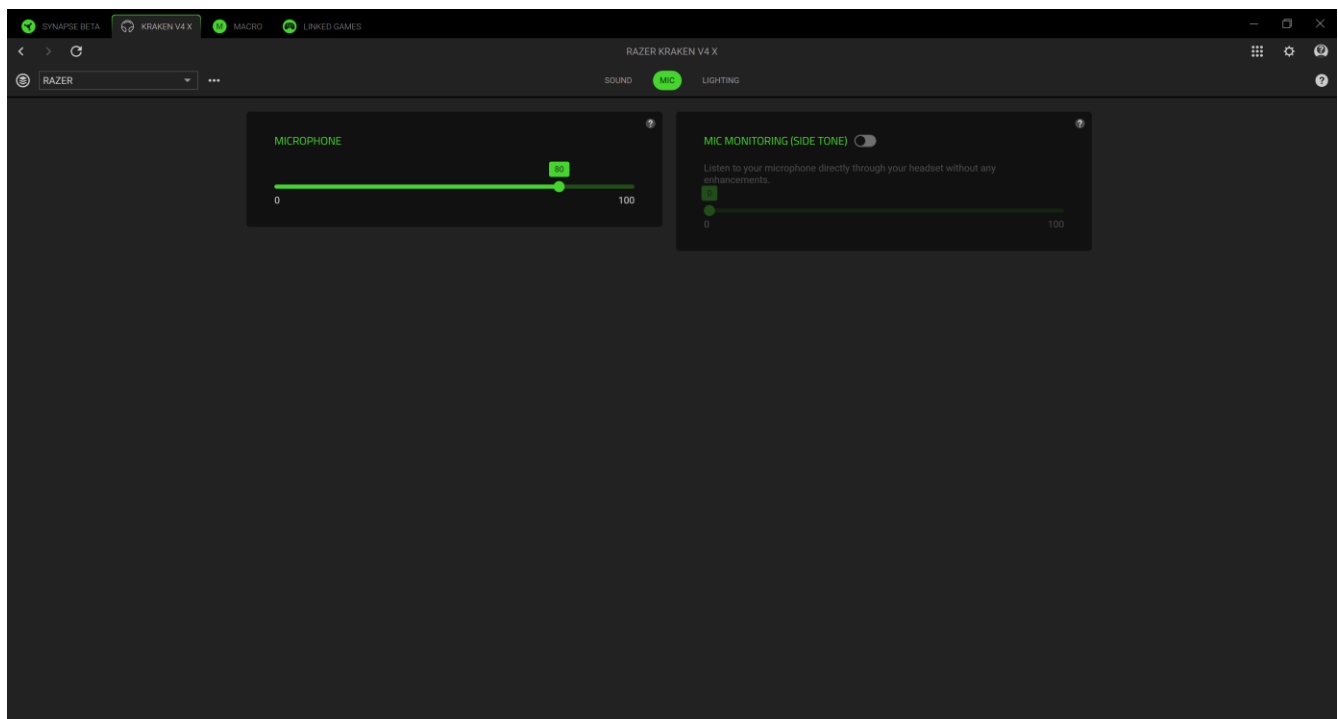 SYNAPSE BETA KRAKEN V4 X M MACRO LINKED GAMES
RAZER KRAKEN V4 X
RAZER SOUND MIC LIGHTING ?
MICROPHONE ?
80
0 100
MIC MONITORING (SIDE TONE) ?
Listen to your microphone directly through your headset without any
enhancements.
0
0 100